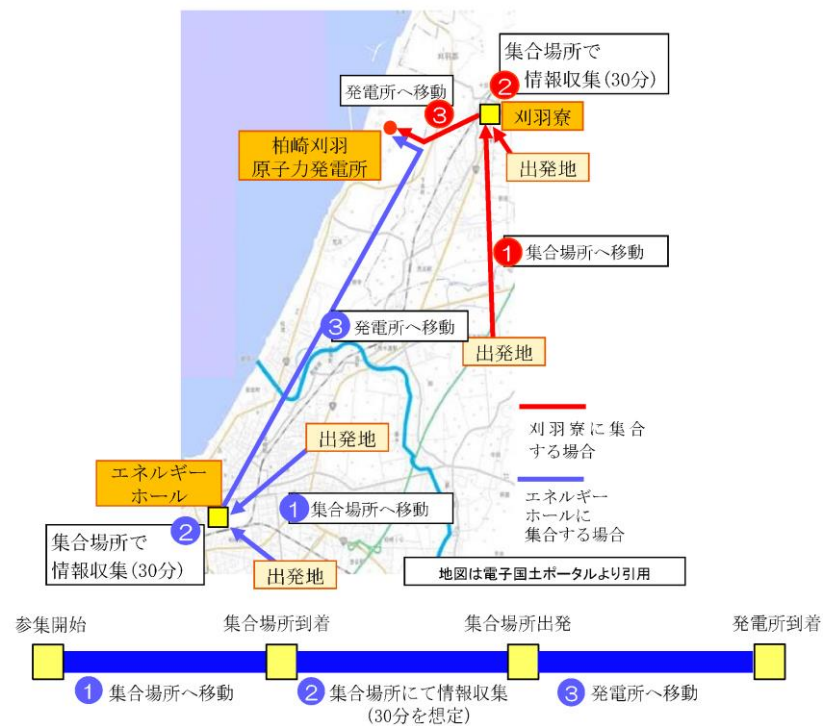 集合場所で
情報収集(30分)
②
発電所へ移動
③
刈羽寮
柏崎刈羽
原子力発電所
出発地
① 集合場所へ移動
③ 発電所へ移動
出発地
刈羽寮に集合
する場合
出発地
エネルギー
ホール
エネルギー
ホールに
集合する場合
① 集合場所へ移動
②
集合場所で
情報収集(30分)
出発地
地図は電子国土ポータルより引用
参集開始 集合場所到着 集合場所出発 発電所到着
① 集合場所へ移動 ② 集合場所にて情報収集 ③ 発電所へ移動
(30分を想定)